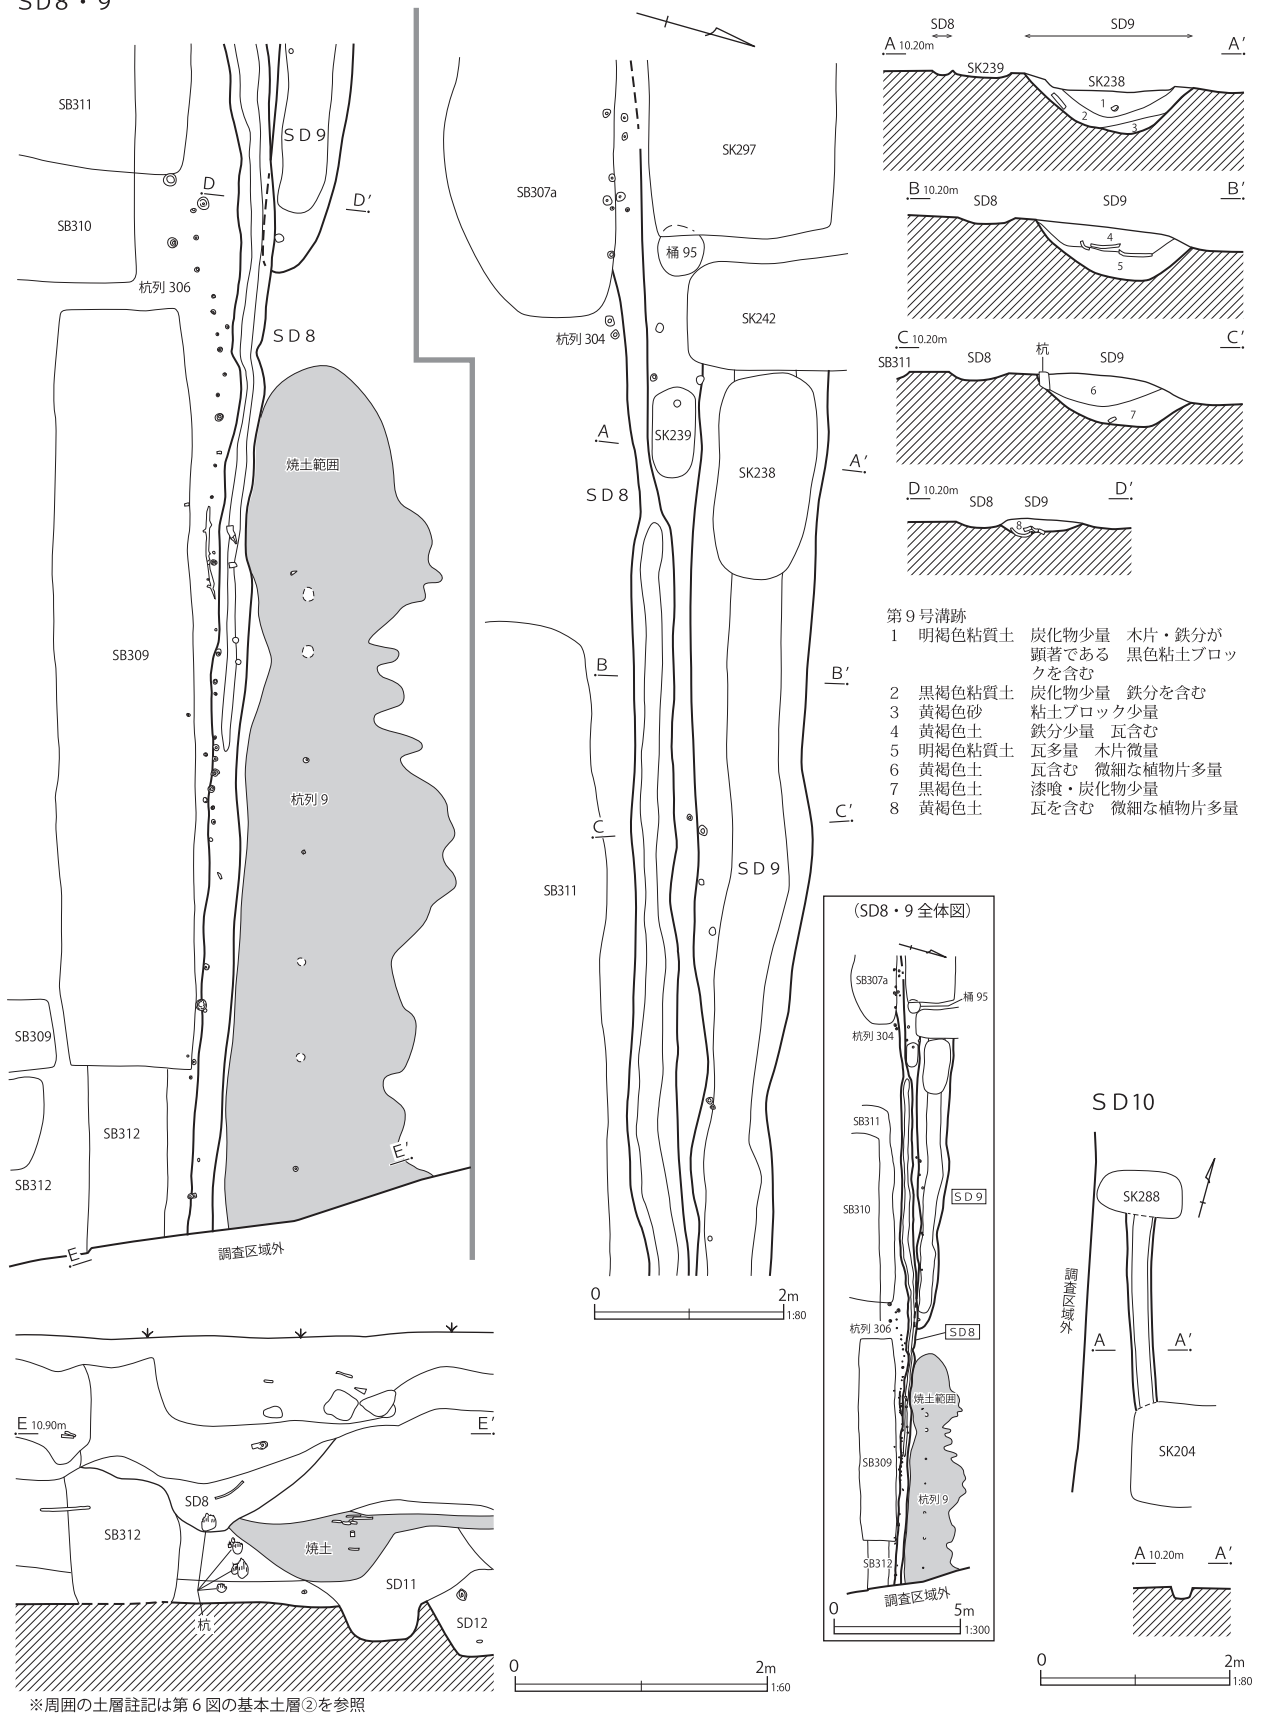 SD8・9
SB311
SD9
D
D′
SB310
杭列 306
SD8
焼土範囲
SB309
杭列 9
SB309
SB312
SB312
E
E′
調査区域外
SB307a
SK297
桶 95
SK242
杭列 304
A
SK239
SK238
A′
SD8
B
B′
C
C′
SB311
SD9
0 2m
1:80
SD8 SD9
A 10.20m A′
SK239 SK238
1
2
3
B 10.20m B′
SD8 SD9
4
5
C 10.20m C′
SB311 SD8 杭 SD9
6
7
D 10.20m D′
SD8 SD9
8
第９号溝跡
1 明褐色粘質土 炭化物少量 木片・鉄分が
顕著である 黒色粘土ブロッ
クを含む
2 黒褐色粘質土 炭化物少量 鉄分を含む
3 黄褐色砂 粘土ブロック少量
4 黄褐色土 鉄分少量 瓦含む
5 明褐色粘質土 瓦多量 木片微量
6 黄褐色土 瓦含む 微細な植物片多量
7 黒褐色土 漆喰・炭化物少量
8 黄褐色土 瓦を含む 微細な植物片多量
（SD8・9 全体図）
SB307a
桶 95
杭列 304
SB311
SD9
SB310
杭列 306
SD8
焼土範囲
SB309
杭列 9
SB312
調査区域外
0 5m
1:300
SD10
SK288
調査区域外
A A′
SK204
A 10.20m A′
0 2m
1:80
E 10.90m E′
SD8
SB312
焼土
SD11
SD12
杭
0 2m
1:60
※周囲の土層註記は第 6 図の基本土層②を参照